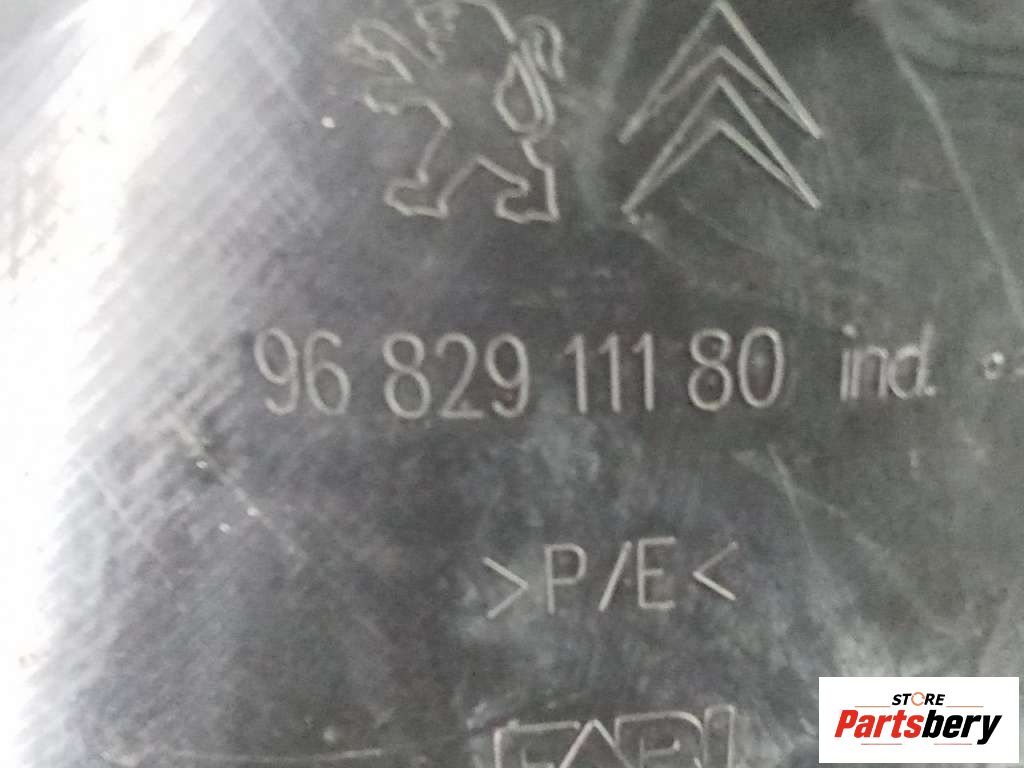 96 829 111 80 ind.
>P/E<
STORE
Partsbery